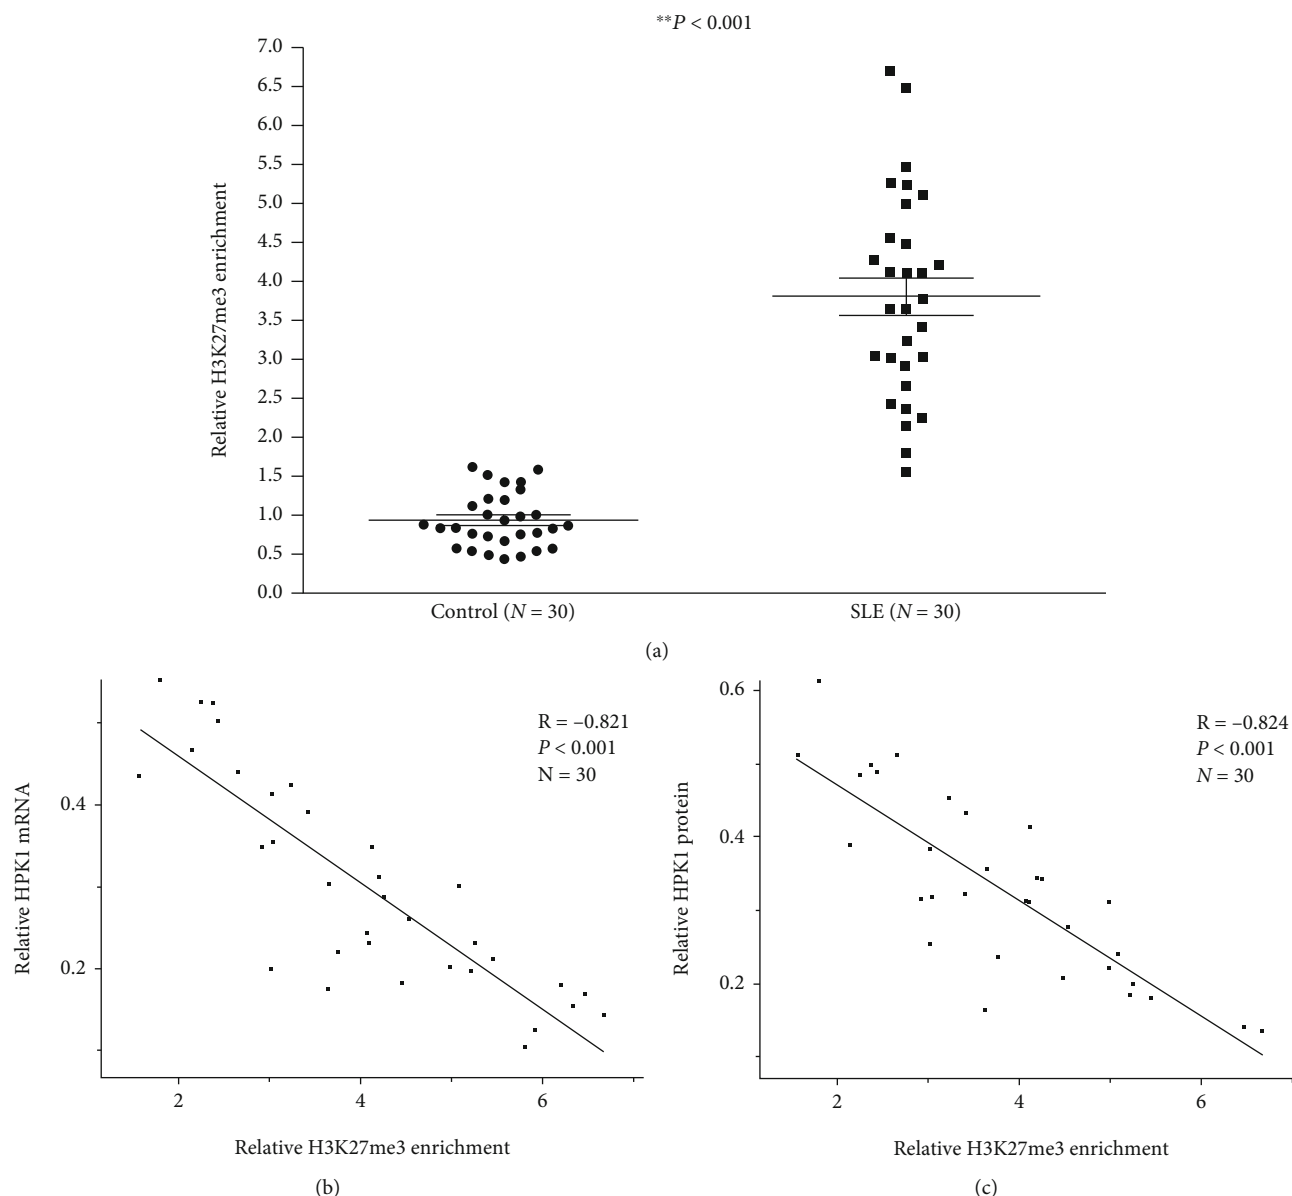 **P < 0.001
7.0
6.5
6.0
5.5
5.0
4.5
4.0
3.5
3.0
2.5
2.0
1.5
1.0
0.5
0.0
Relative H3K27me3 enrichment
Control (N = 30)
SLE (N = 30)
(a)
R = –0.821
P < 0.001
N = 30
0.4
0.2
Relative HPK1 mRNA
2
4
6
Relative H3K27me3 enrichment
(b)
0.6
R = –0.824
P < 0.001
N = 30
0.4
0.2
Relative HPK1 protein
2
4
6
Relative H3K27me3 enrichment
(c)